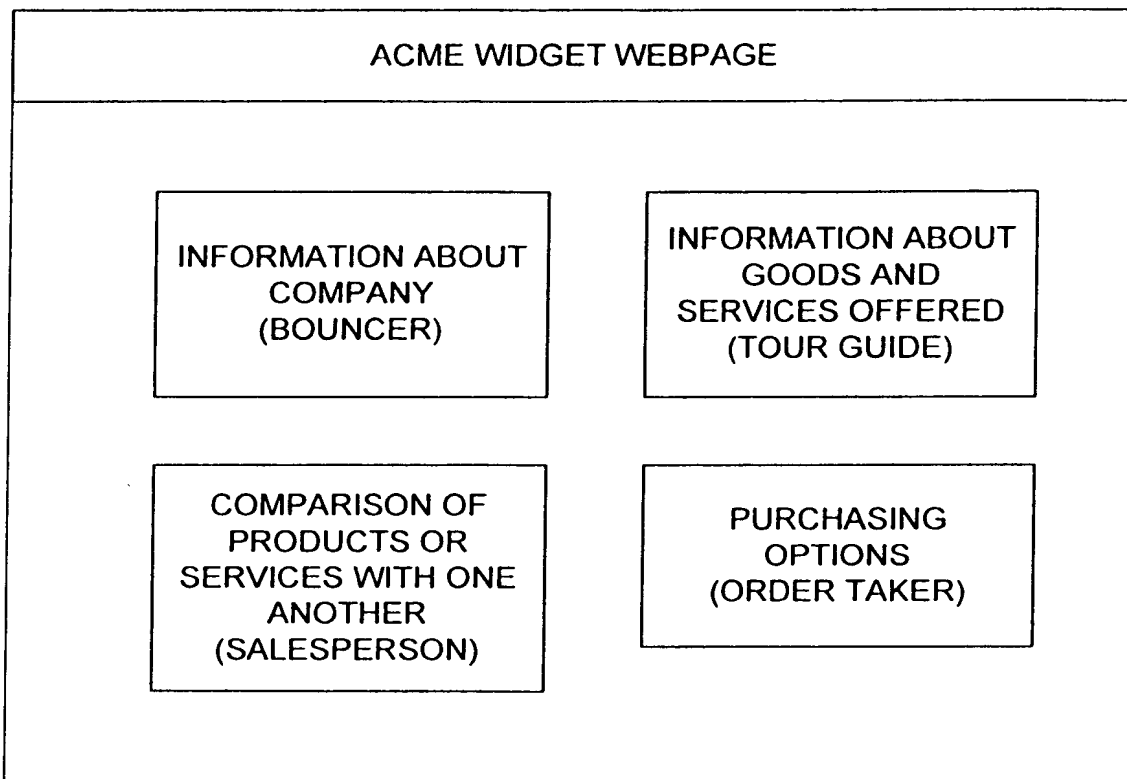 ACME WIDGET WEBPAGE
INFORMATION ABOUT
COMPANY
(BOUNCER)
INFORMATION ABOUT
GOODS AND
SERVICES OFFERED
(TOUR GUIDE)
COMPARISON OF
PRODUCTS OR
SERVICES WITH ONE
ANOTHER
(SALESPERSON)
PURCHASING
OPTIONS
(ORDER TAKER)